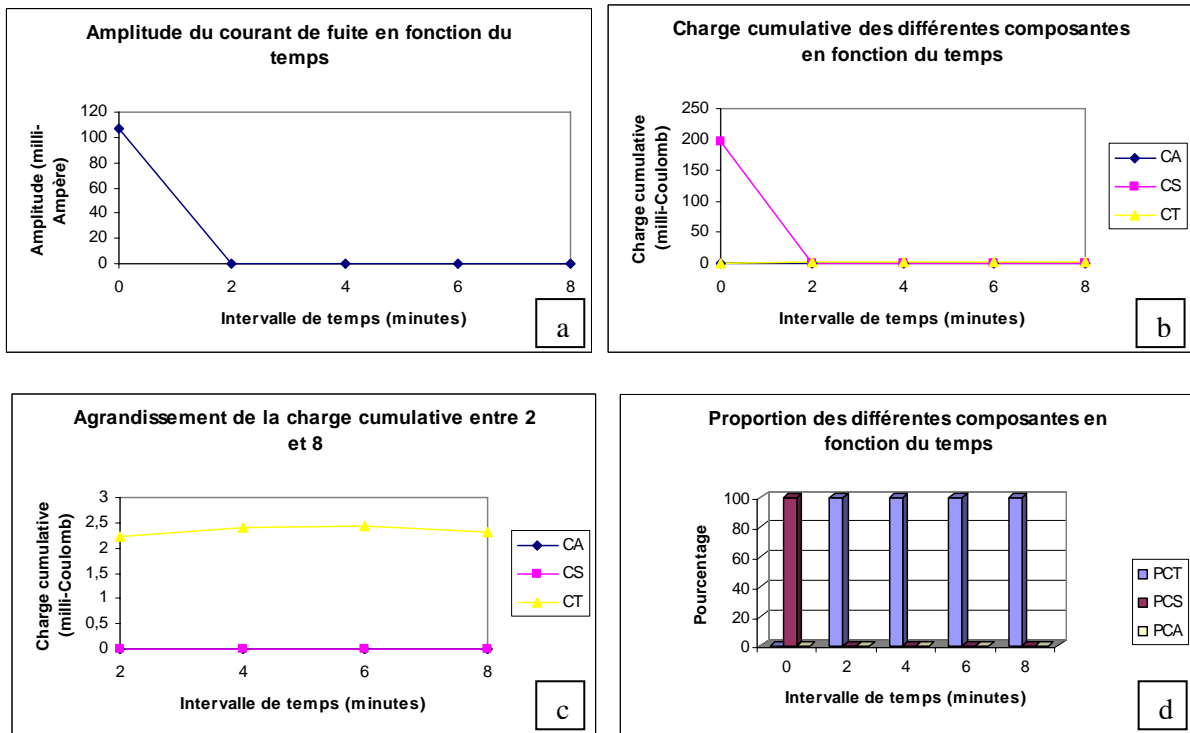 Amplitude du courant de fuite en fonction du
temps
Amplitude (milli-
Ampère)
120
100
80
60
40
20
0
0 2 4 6 8
Intervalle de temps (minutes)
a
Charge cumulative des différentes composantes
en fonction du temps
Charge cumulative
(milli-Coulomb)
250
200
150
100
50
0
0 2 4 6 8
Intervalle de temps (minutes)
CA
CS
CT
b
Agrandissement de la charge cumulative entre 2
et 8
Charge cumulative
(milli-Coulomb)
3
2,5
2
1,5
1
0,5
0
2 4 6 8
Intervalle de temps (minutes)
CA
CS
CT
c
Proportion des différentes composantes en
fonction du temps
Pourcentage
100
80
60
40
20
0
0 2 4 6 8
Intervalle de temps (minutes)
PCT
PCS
PCA
d